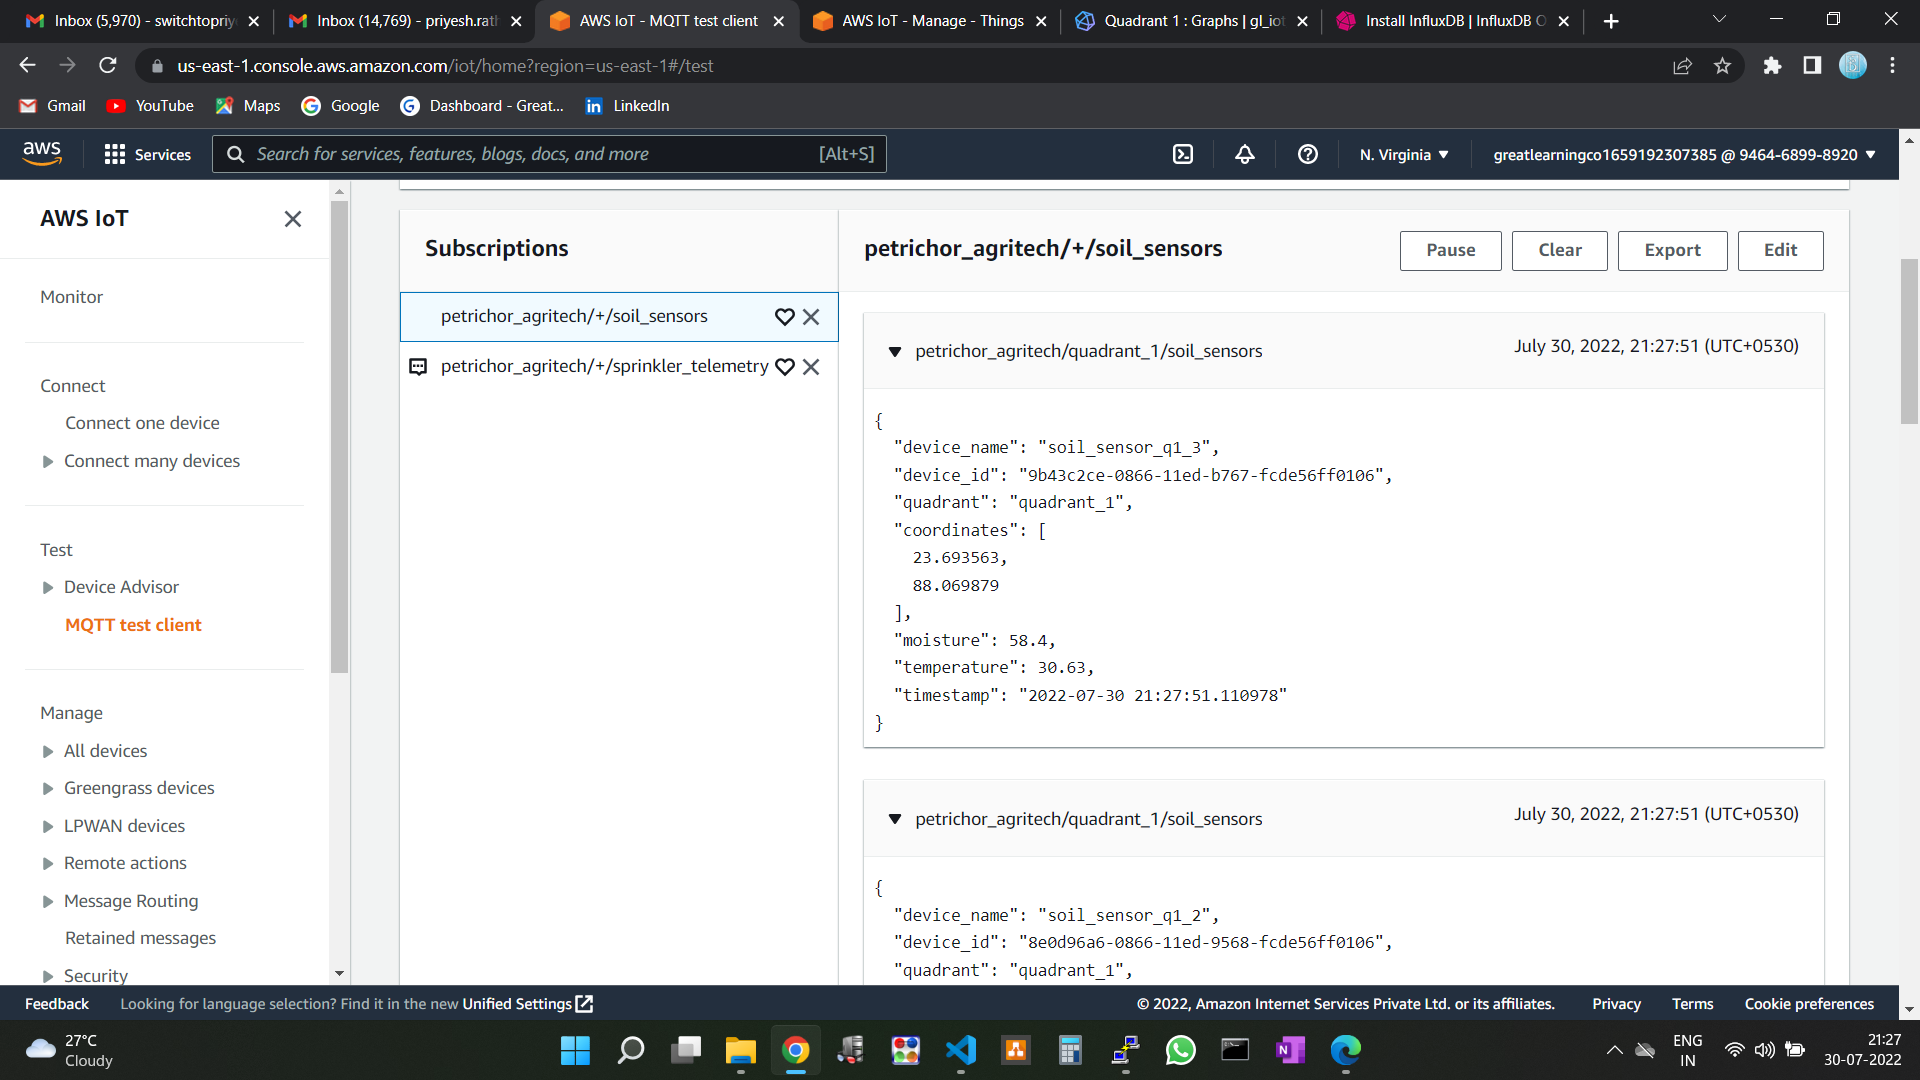 Inbox (5,970) - switchtopriy
Inbox (14,769) - priyesh.rath
AWS IoT - MQTT test client
AWS IoT - Manage - Things
Quadrant 1 : Graphs | gl_iot
Install InfluxDB | InfluxDB O
us-east-1.console.aws.amazon.com/iot/home?region=us-east-1#/test
Gmail
YouTube
Maps
Google
Dashboard - Great...
LinkedIn
aws
Services
Search for services, features, blogs, docs, and more
[Alt+S]
N. Virginia
greatlearningco1659192307385 @ 9464-6899-8920
AWS IoT
Monitor
Connect
Connect one device
Connect many devices
Test
Device Advisor
MQTT test client
Manage
All devices
Greengrass devices
LPWAN devices
Remote actions
Message Routing
Retained messages
Security
Subscriptions
petrichor_agritech/+/soil_sensors
petrichor_agritech/+/sprinkler_telemetry
petrichor_agritech/+/soil_sensors
Pause
Clear
Export
Edit
petrichor_agritech/quadrant_1/soil_sensors
July 30, 2022, 21:27:51 (UTC+0530)
{
"device_name": "soil_sensor_q1_3",
"device_id": "9b43c2ce-0866-11ed-b767-fcde56ff0106",
"quadrant": "quadrant_1",
"coordinates": [
23.693563,
88.069879
],
"moisture": 58.4,
"temperature": 30.63,
"timestamp": "2022-07-30 21:27:51.110978"
}
petrichor_agritech/quadrant_1/soil_sensors
July 30, 2022, 21:27:51 (UTC+0530)
{
"device_name": "soil_sensor_q1_2",
"device_id": "8e0d96a6-0866-11ed-9568-fcde56ff0106",
"quadrant": "quadrant_1",
Feedback
Looking for language selection? Find it in the new Unified Settings
© 2022, Amazon Internet Services Private Ltd. or its affiliates.
Privacy
Terms
Cookie preferences
27°C
Cloudy
ENG
IN
21:27
30-07-2022